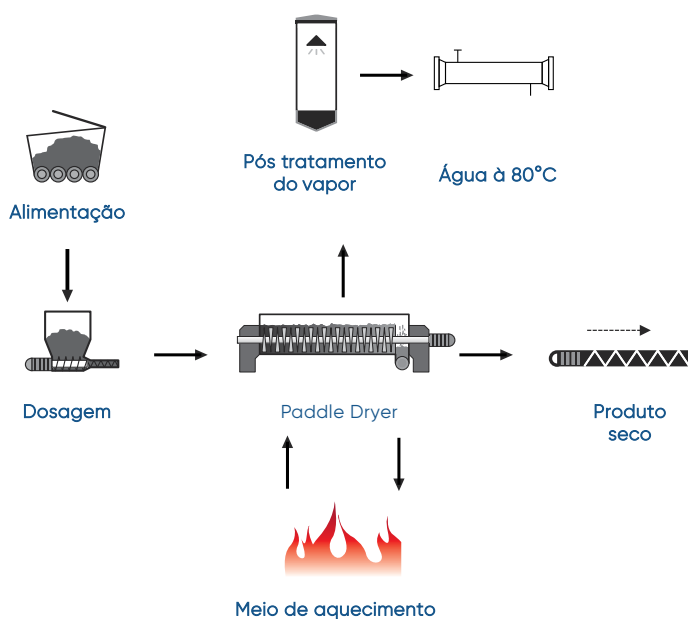 Pós tratamento
do vapor
Água à 80°C
Alimentação
Dosagem
Paddle Dryer
Produto
seco
Meio de aquecimento